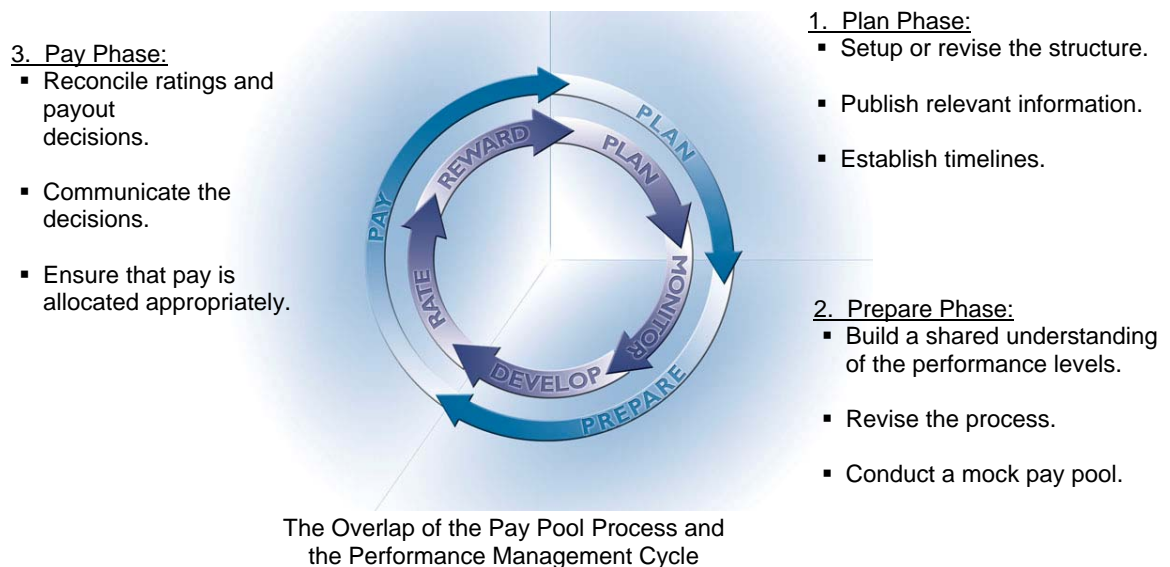 1. Plan Phase:
▪ Setup or revise the structure.
▪ Publish relevant information.
▪ Establish timelines.
2. Prepare Phase:
▪ Build a shared understanding
of the performance levels.
▪ Revise the process.
▪ Conduct a mock pay pool.
3. Pay Phase:
▪ Reconcile ratings and
payout
decisions.
▪ Communicate the
decisions.
▪ Ensure that pay is
allocated appropriately.
PLAN
PREPARE
PAY
PLAN
MONITOR
DEVELOP
RATE
REWARD
The Overlap of the Pay Pool Process and
the Performance Management Cycle